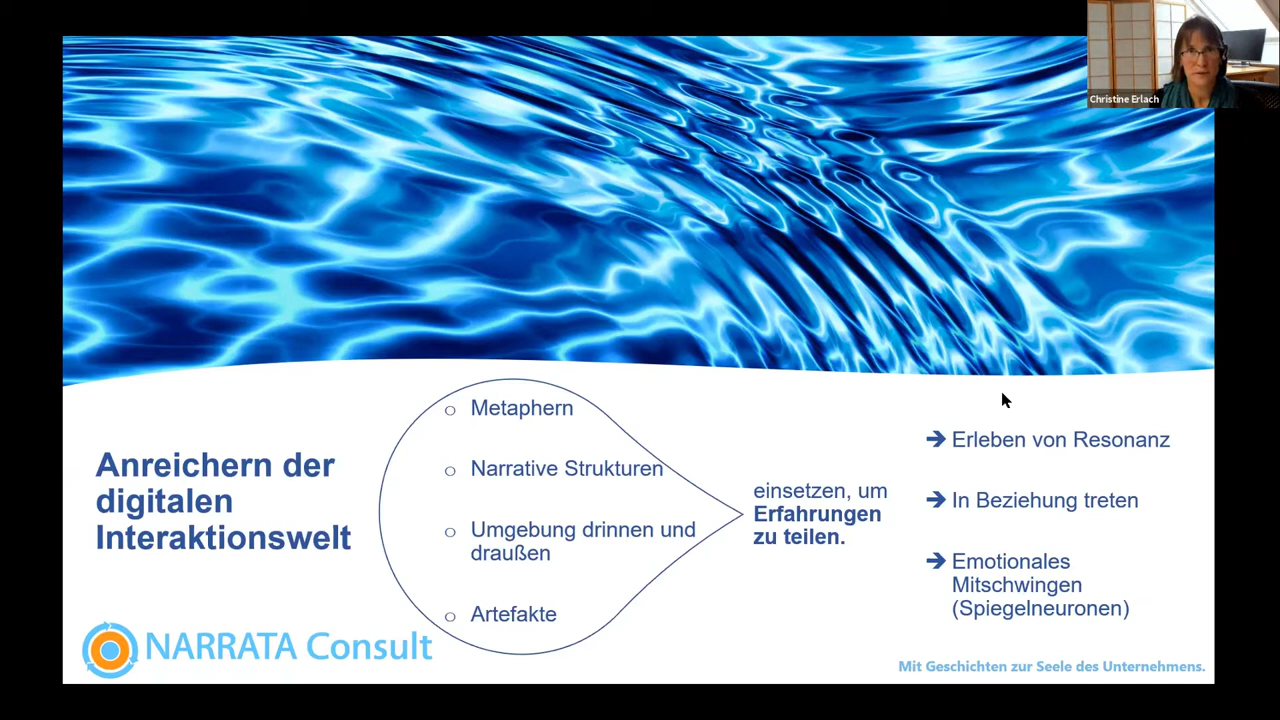 Christine Erlach
Anreichern der
digitalen
Interaktionswelt
Metaphern
Narrative Strukturen
Umgebung drinnen und
draußen
Artefakte
einsetzen, um
Erfahrungen
zu teilen.
Erleben von Resonanz
In Beziehung treten
Emotionales
Mitschwingen
(Spiegelneuronen)
NARRATA Consult
Mit Geschichten zur Seele des Unternehmens.